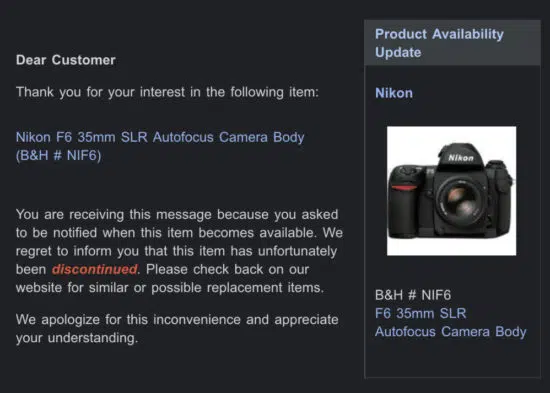 Dear Customer
Thank you for your interest in the following item:
Nikon F6 35mm SLR Autofocus Camera Body
(B&H # NIF6)
You are receiving this message because you asked
to be notified when this item becomes available. We
regret to inform you that this item has unfortunately
been discontinued. Please check back on our
website for similar or possible replacement items.
We apologize for this inconvenience and appreciate
your understanding.
Product Availability
Update
Nikon
Nikon
B&H # NIF6
F6 35mm SLR
Autofocus Camera Body